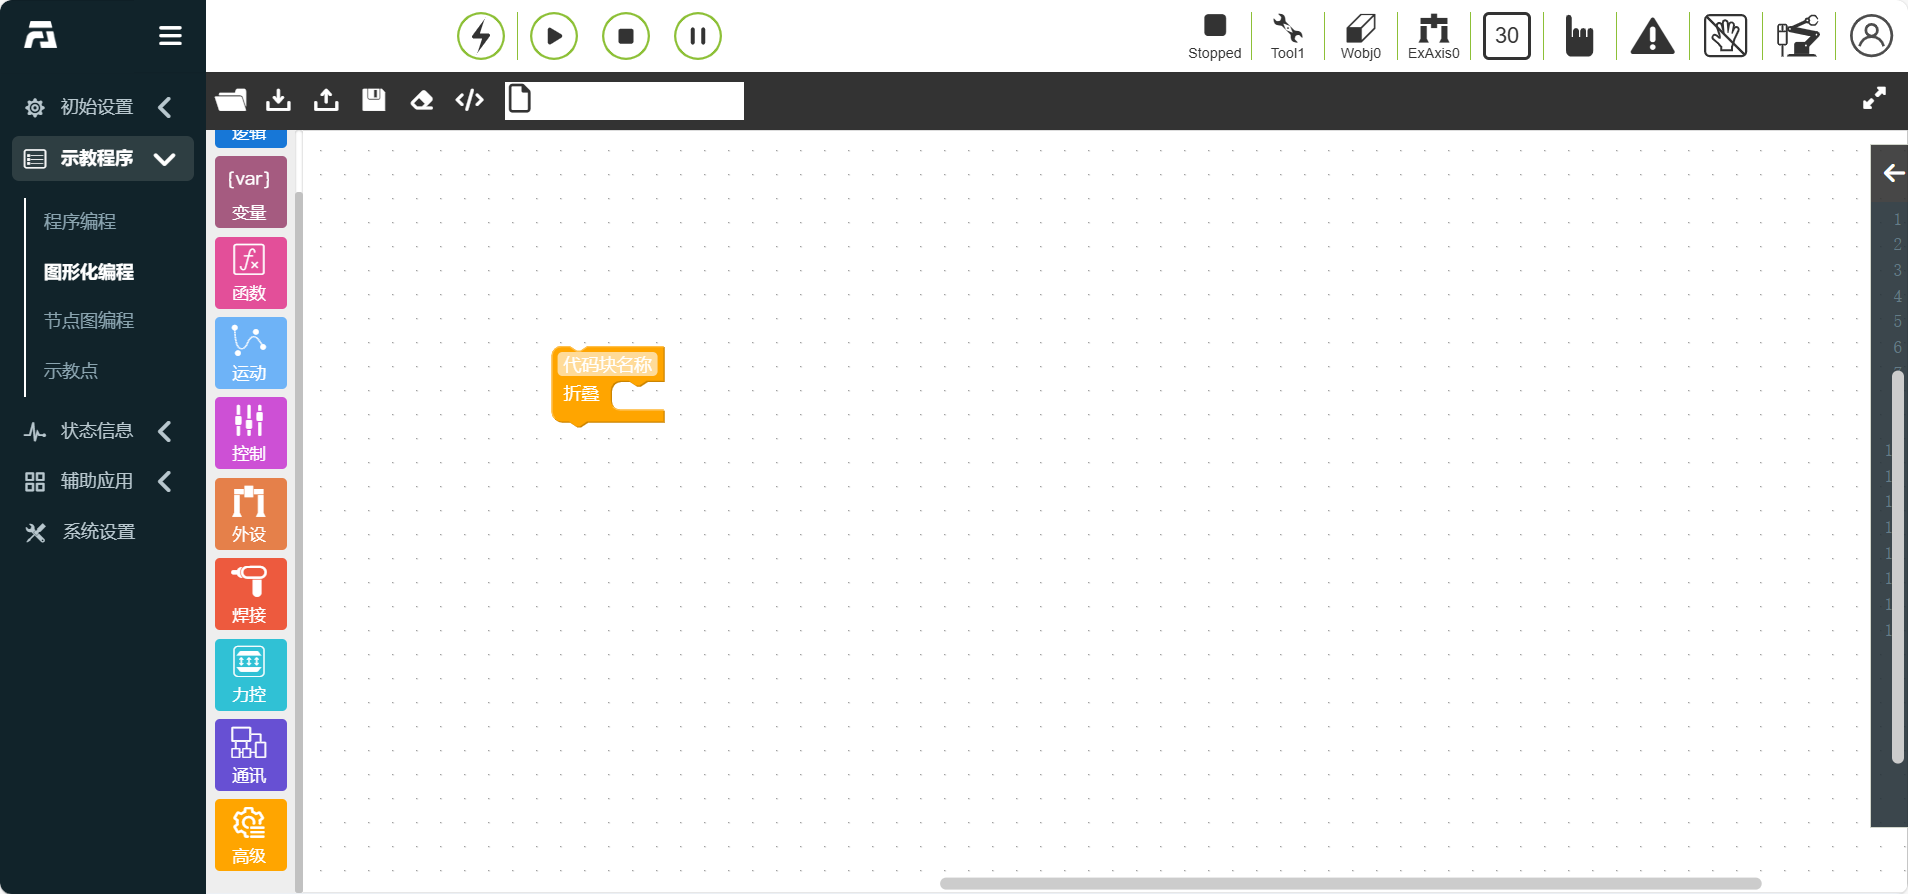 Stopped
Tool1
Wobj0
ExAxis0
30
初始设置
示教程序
程序编程
图形化编程
节点图编程
示教点
状态信息
辅助应用
系统设置
逻辑
(var)
变量
函数
运动
控制
外设
焊接
力控
通讯
高级
代码块名称
折叠
1
2
3
4
5
6